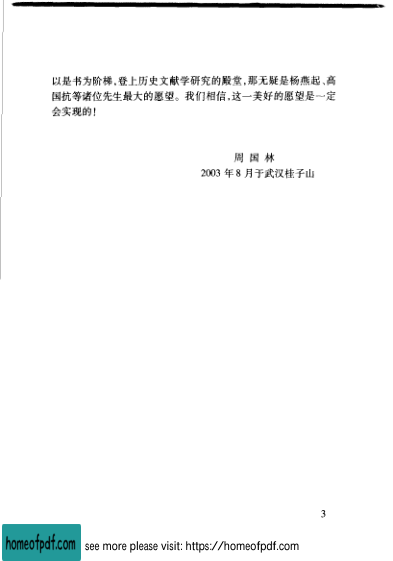 以是书为阶梯,登上历史文献学研究的殿堂,那无疑是杨燕起、高
国抗等诸位先生最大的愿望。我们相信,这一美好的愿望是一定
会实现的!
周国林
2003年8月于武汉桂子山
3
homeofpdf.com
see more please visit: https://homeofpdf.com